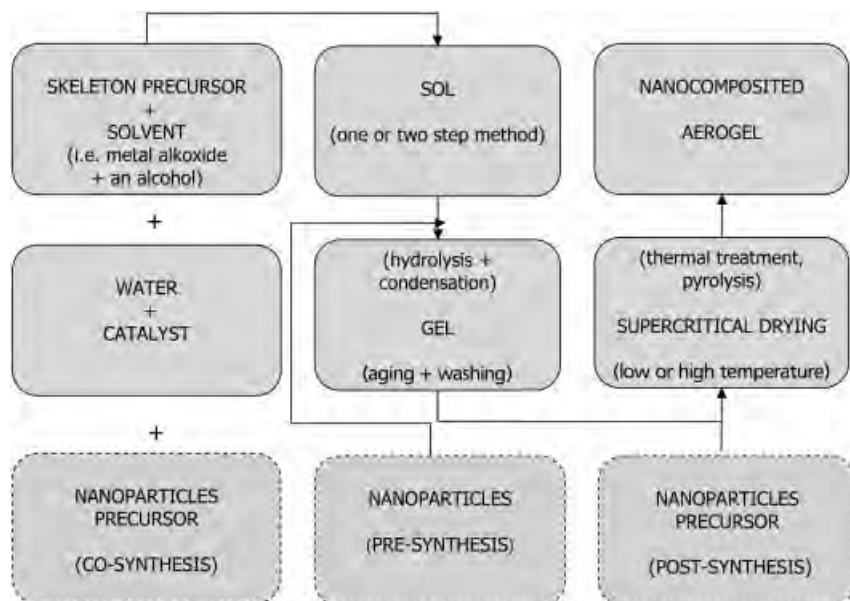 SKELETON PRECURSOR
+
SOLVENT
(i.e. metal alkoxide
+ an alcohol)
+
WATER
+
CATALYST
+
NANOPARTICLES
PRECURSOR
(CO-SYNTHESIS)
SOL
(one or two step method)
(hydrolysis +
condensation)
GEL
(aging + washing)
NANOPARTICLES
(PRE-SYNTHESIS)
NANOCOMPOSITED
AEROGEL
(thermal treatment,
pyrolysis)
SUPERCRITICAL DRYING
(low or high temperature)
NANOPARTICLES
PRECURSOR
(POST-SYNTHESIS)